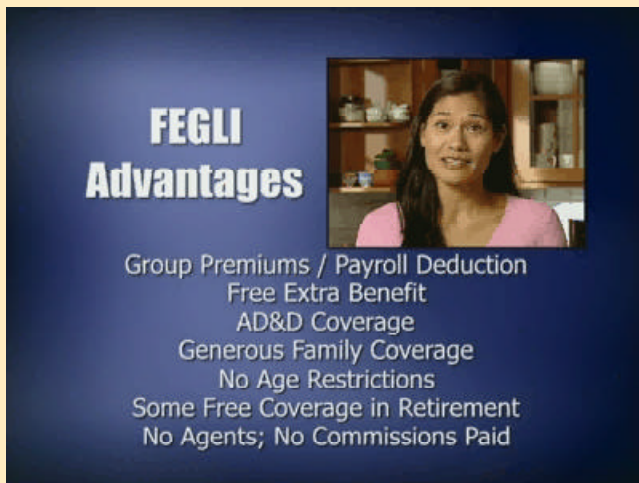 FEGLI
Advantages
Group Premiums / Payroll Deduction
Free Extra Benefit
AD&D Coverage
Generous Family Coverage
No Age Restrictions
Some Free Coverage in Retirement
No Agents; No Commissions Paid